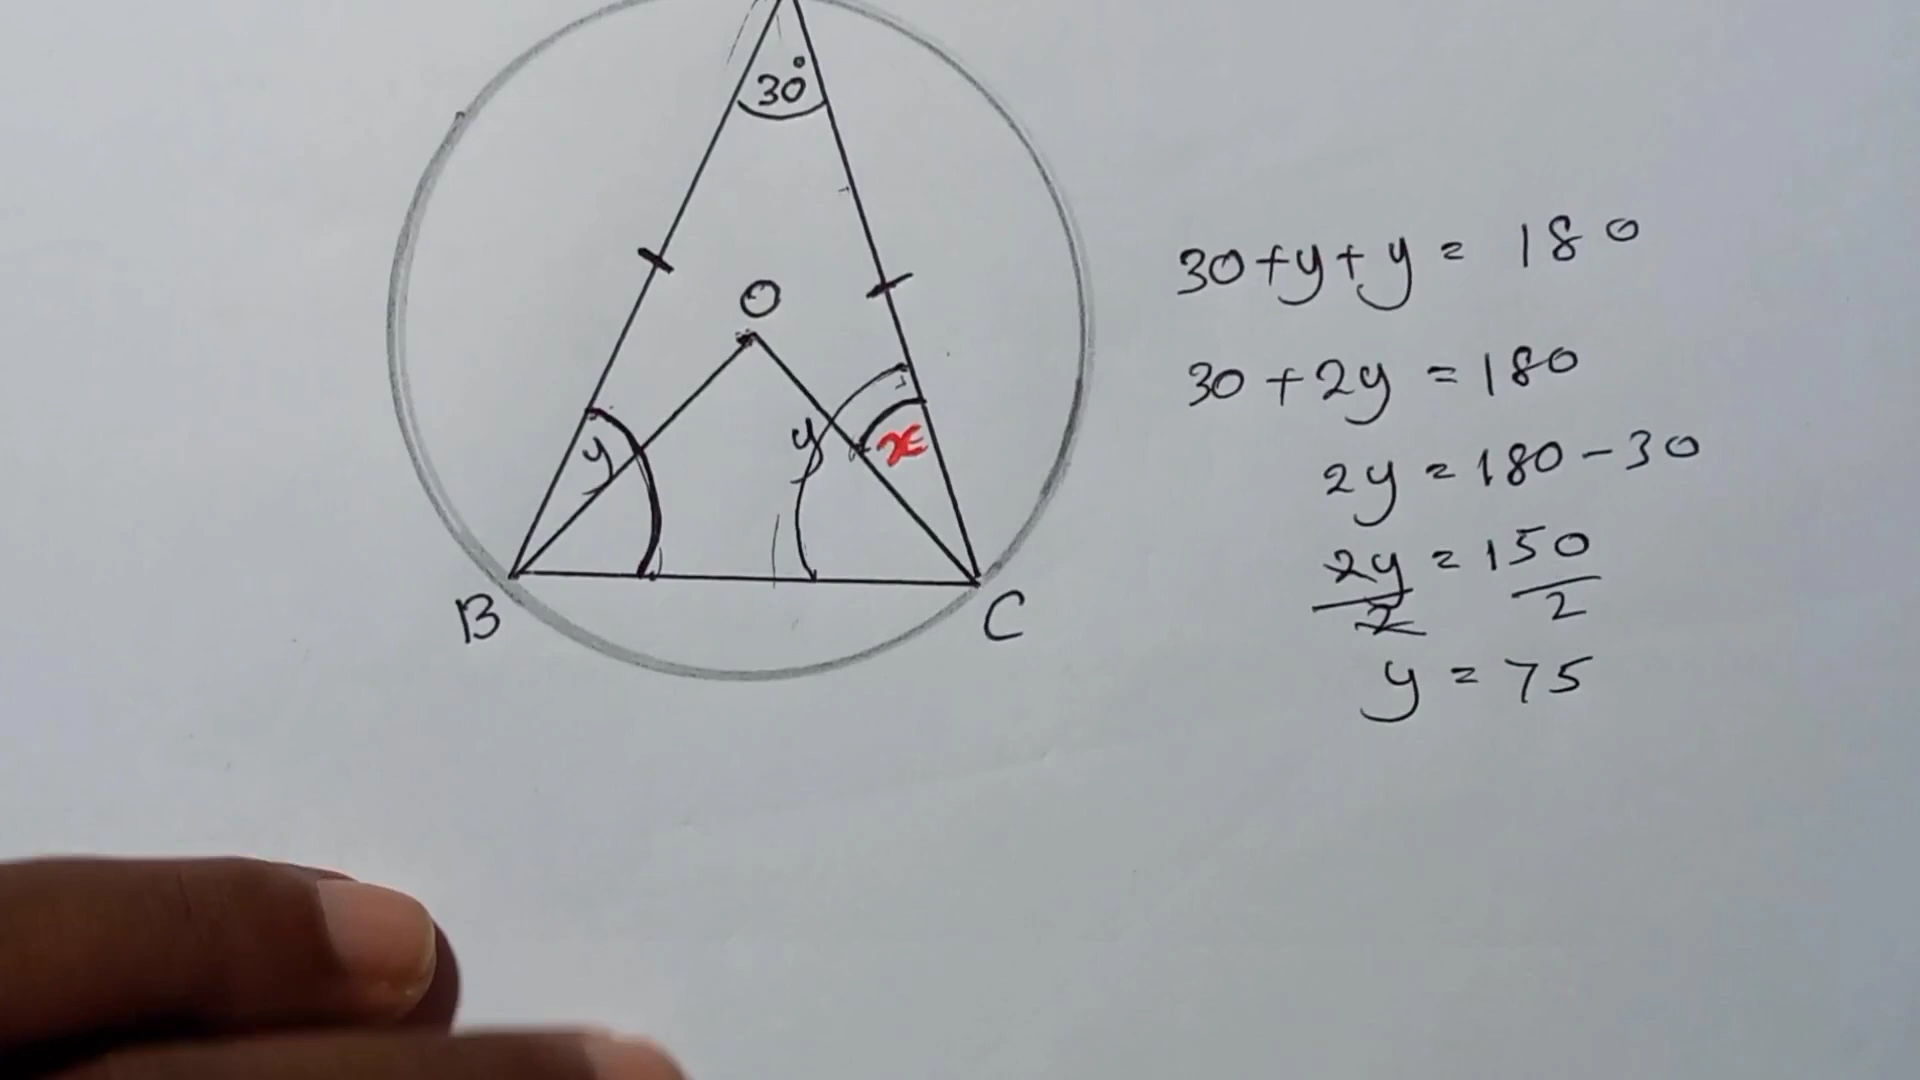 30°
O
y
y
x
B
C
30+y+y = 180
30+2y = 180
2y = 180-30
2y/2 = 150/2
y = 75